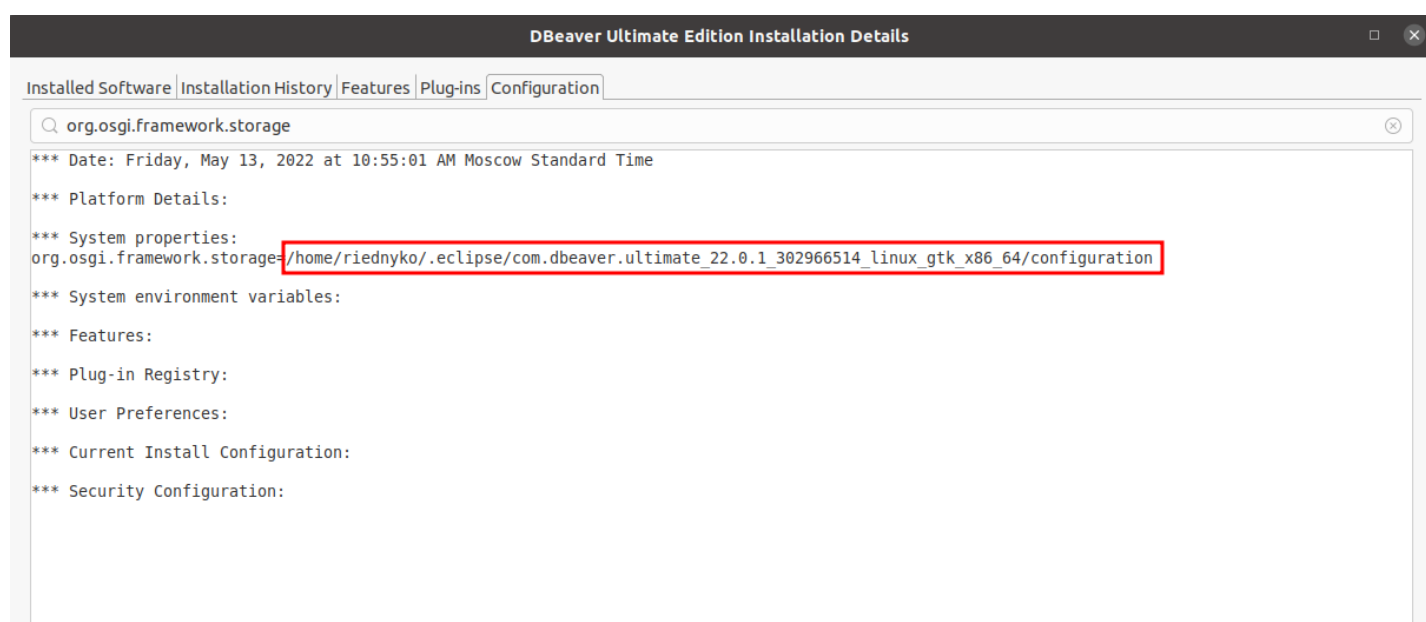 DBeaver Ultimate Edition Installation Details
Installed Software Installation History Features Plug-ins Configuration
org.osgi.framework.storage
*** Date: Friday, May 13, 2022 at 10:55:01 AM Moscow Standard Time
*** Platform Details:
*** System properties:
org.osgi.framework.storage=/home/riednyko/.eclipse/com.dbeaver.ultimate_22.0.1_302966514_linux_gtk_x86_64/configuration
*** System environment variables:
*** Features:
*** Plug-in Registry:
*** User Preferences:
*** Current Install Configuration:
*** Security Configuration: